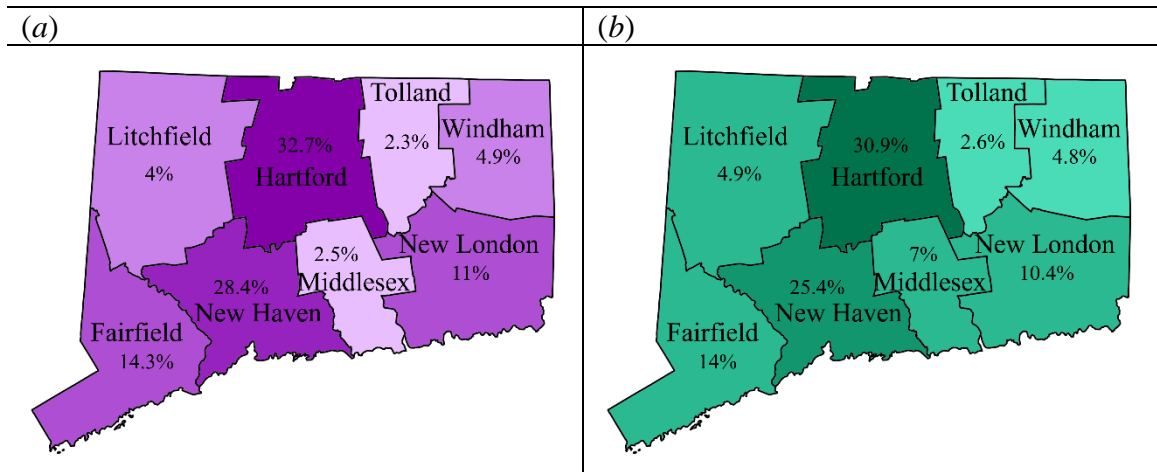 (a)
(b)
Tolland
Litchfield
Windham
32.7%
2.3%
4%
4.9%
Hartford
2.5%
New London
Middlesex
11%
28.4%
New Haven
Fairfield
14.3%
Tolland
Litchfield
Windham
30.9%
2.6%
4.9%
4.8%
Hartford
7%
New London
Middlesex
10.4%
25.4%
New Haven
Fairfield
14%